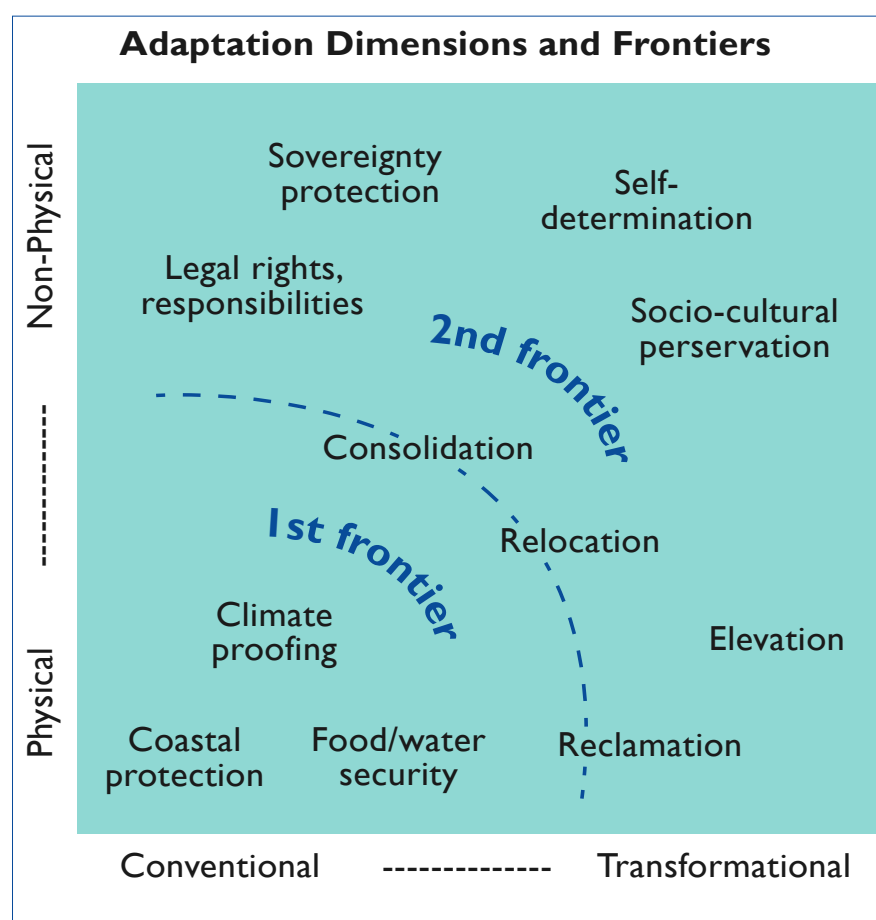 Adaptation Dimensions and Frontiers
Non-Physical
-------------
Physical
Sovereignty
protection
Self-
determination
Legal rights,
responsibilities
Socio-cultural
perservation
2nd frontier
Consolidation
1st frontier
Relocation
Climate
proofing
Elevation
Coastal
protection
Food/water
security
Reclamation
Conventional -------------- Transformational